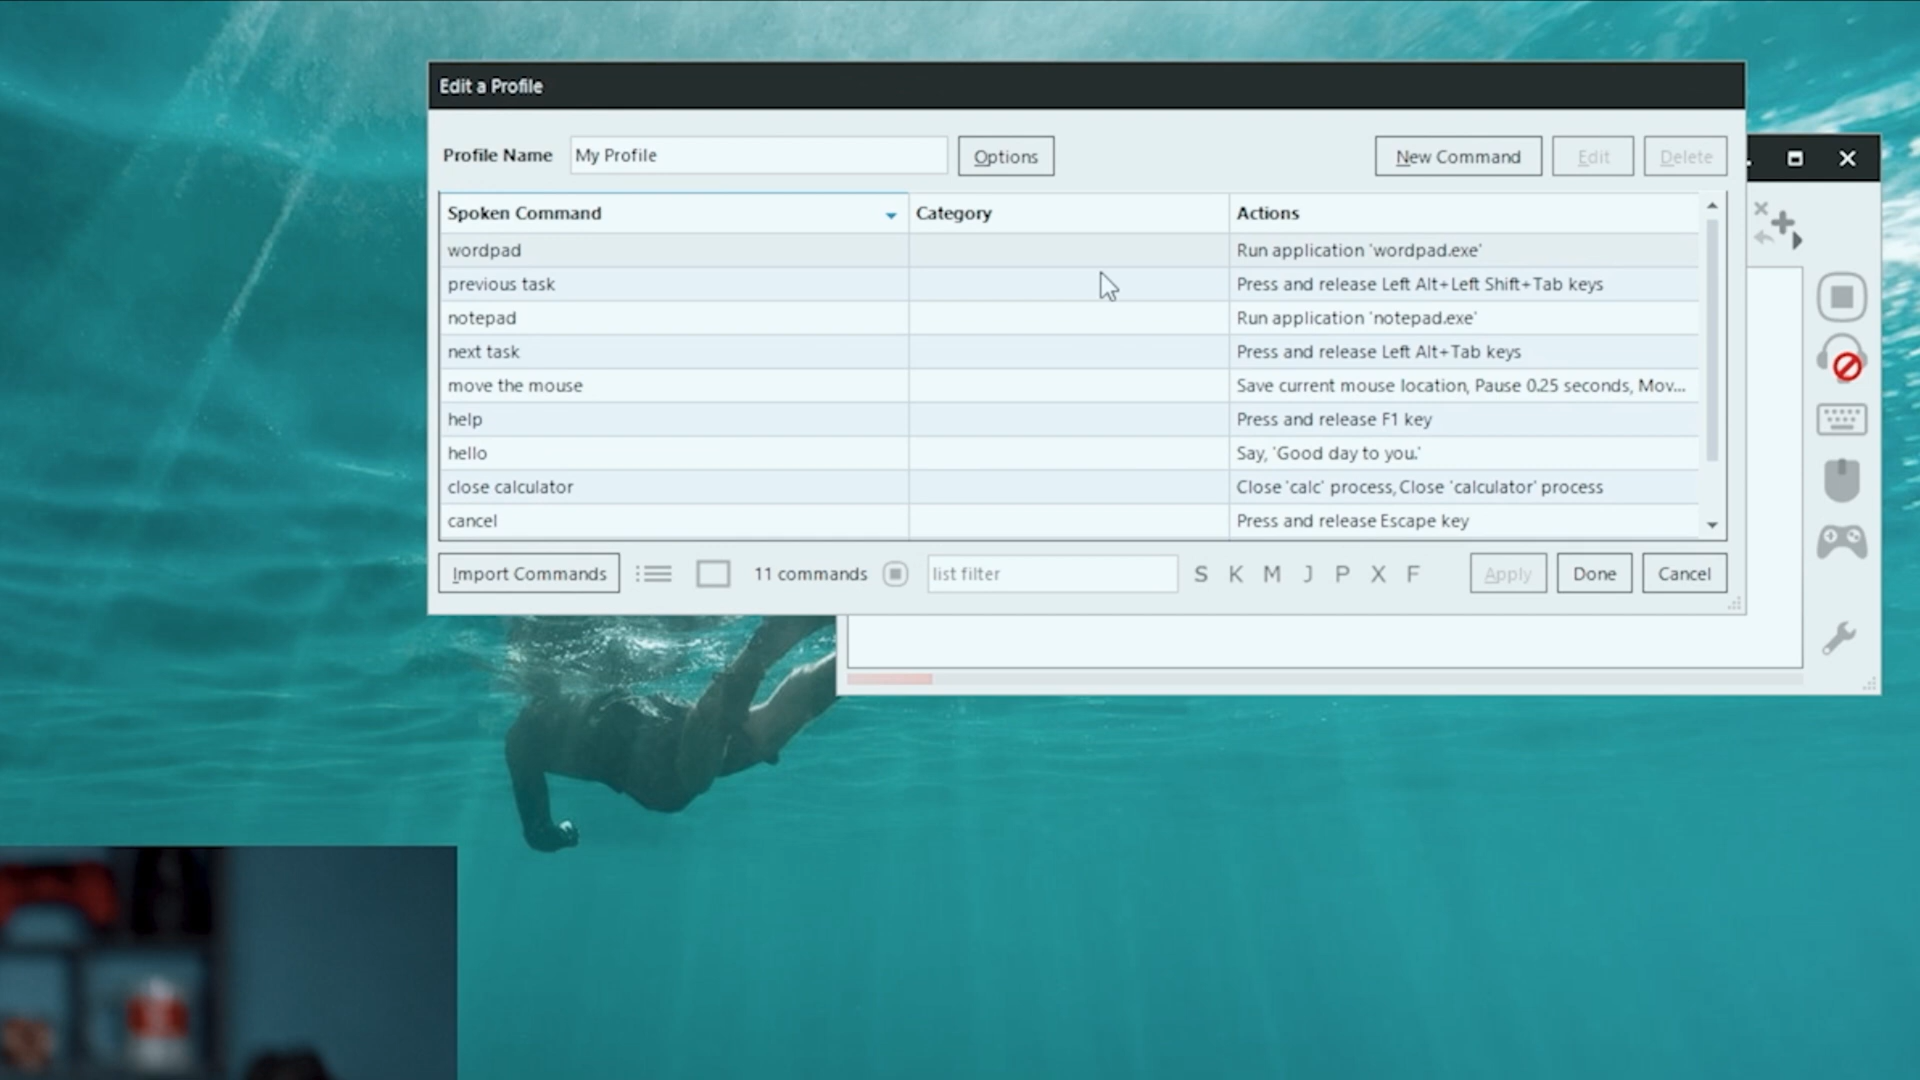 Edit a Profile
Profile Name My Profile Options New Command Edit Delete
Spoken Command Category Actions
wordpad Run application 'wordpad.exe'
previous task Press and release Left Alt+Left Shift+Tab keys
notepad Run application 'notepad.exe'
next task Press and release Left Alt+Tab keys
move the mouse Save current mouse location, Pause 0.25 seconds, Mov...
help Press and release F1 key
hello Say, 'Good day to you.'
close calculator Close 'calc' process, Close 'calculator' process
cancel Press and release Escape key
Import Commands 11 commands list filter S K M J P X F Apply Done Cancel